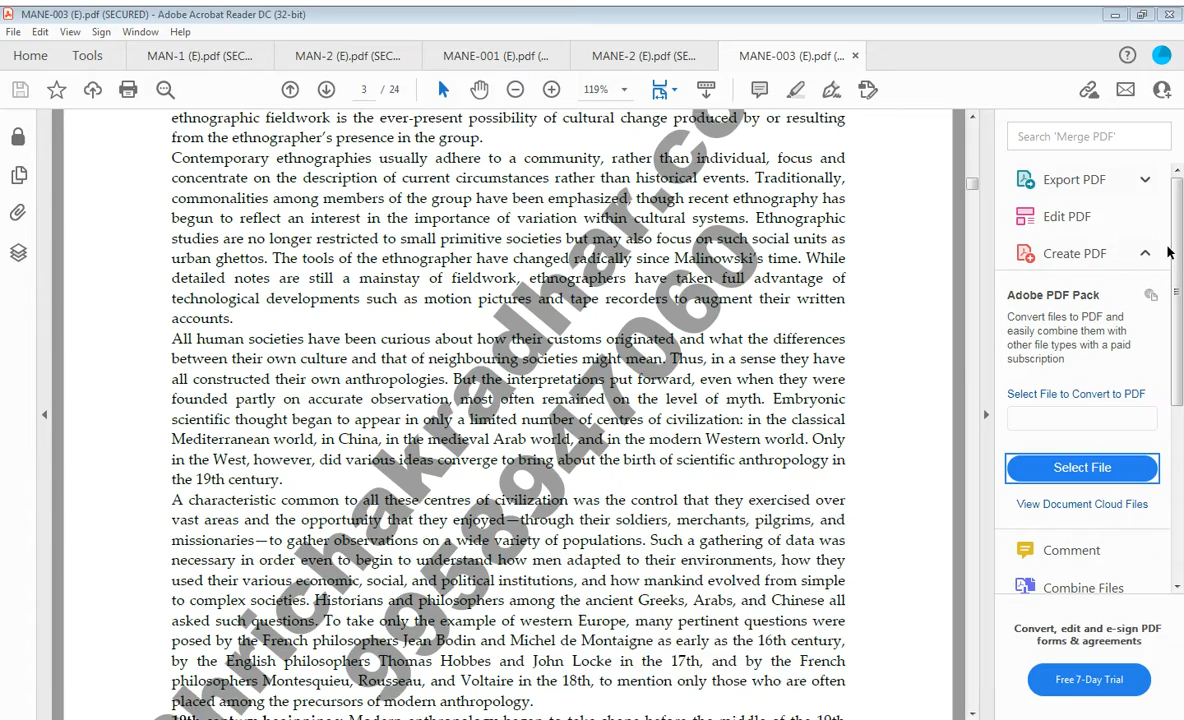 MANE-003 (E).pdf (SECURED) - Adobe Acrobat Reader DC (32-bit)
File Edit View Sign Window Help
Home Tools MAN-1 (E).pdf (SEC... MAN-2 (E).pdf (SEC... MANE-001 (E).pdf (... MANE-2 (E).pdf (SE... MANE-003 (E).pdf (... ×
3 / 24 119%
ethnographic fieldwork is the ever-present possibility of cultural change produced by or resulting
from the ethnographer's presence in the group.
Contemporary ethnographies usually adhere to a community, rather than individual, focus and
concentrate on the description of current circumstances rather than historical events. Traditionally,
commonalities among members of the group have been emphasized, though recent ethnography has
begun to reflect an interest in the importance of variation within cultural systems. Ethnographic
studies are no longer restricted to small primitive societies but may also focus on such social units as
urban ghettos. The tools of the ethnographer have changed radically since Malinowski's time. While
detailed notes are still a mainstay of fieldwork, ethnographers have taken full advantage of
technological developments such as motion pictures and tape recorders to augment their written
accounts.
All human societies have been curious about how their customs originated and what the differences
between their own culture and that of neighbouring societies might mean. Thus, in a sense they have
all constructed their own anthropologies. But the interpretations put forward, even when they were
founded partly on accurate observation, most often remained on the level of myth. Embryonic
scientific thought began to appear in only a limited number of centres of civilization: in the classical
Mediterranean world, in China, in the medieval Arab world, and in the modern Western world. Only
in the West, however, did various ideas converge to bring about the birth of scientific anthropology in
the 19th century.
A characteristic common to all these centres of civilization was the control that they exercised over
vast areas and the opportunity that they enjoyed—through their soldiers, merchants, pilgrims, and
missionaries—to gather observations on a wide variety of populations. Such a gathering of data was
necessary in order even to begin to understand how men adapted to their environments, how they
used their various economic, social, and political institutions, and how mankind evolved from simple
to complex societies. Historians and philosophers among the ancient Greeks, Arabs, and Chinese all
asked such questions. To take only the example of western Europe, many pertinent questions were
posed by the French philosophers Jean Bodin and Michel de Montaigne as early as the 16th century,
by the English philosophers Thomas Hobbes and John Locke in the 17th, and by the French
philosophers Montesquieu, Rousseau, and Voltaire in the 18th, to mention only those who are often
placed among the precursors of modern anthropology.
19th century beginnings: Modern anthropology began to take shape before the middle of the 19th
hrichakradhar.co
9958947060
Search 'Merge PDF'
Export PDF
Edit PDF
Create PDF
Adobe PDF Pack
Convert files to PDF and
easily combine them with
other file types with a paid
subscription
Select File to Convert to PDF
Select File
View Document Cloud Files
Comment
Combine Files
Convert, edit and e-sign PDF
forms & agreements
Free 7-Day Trial